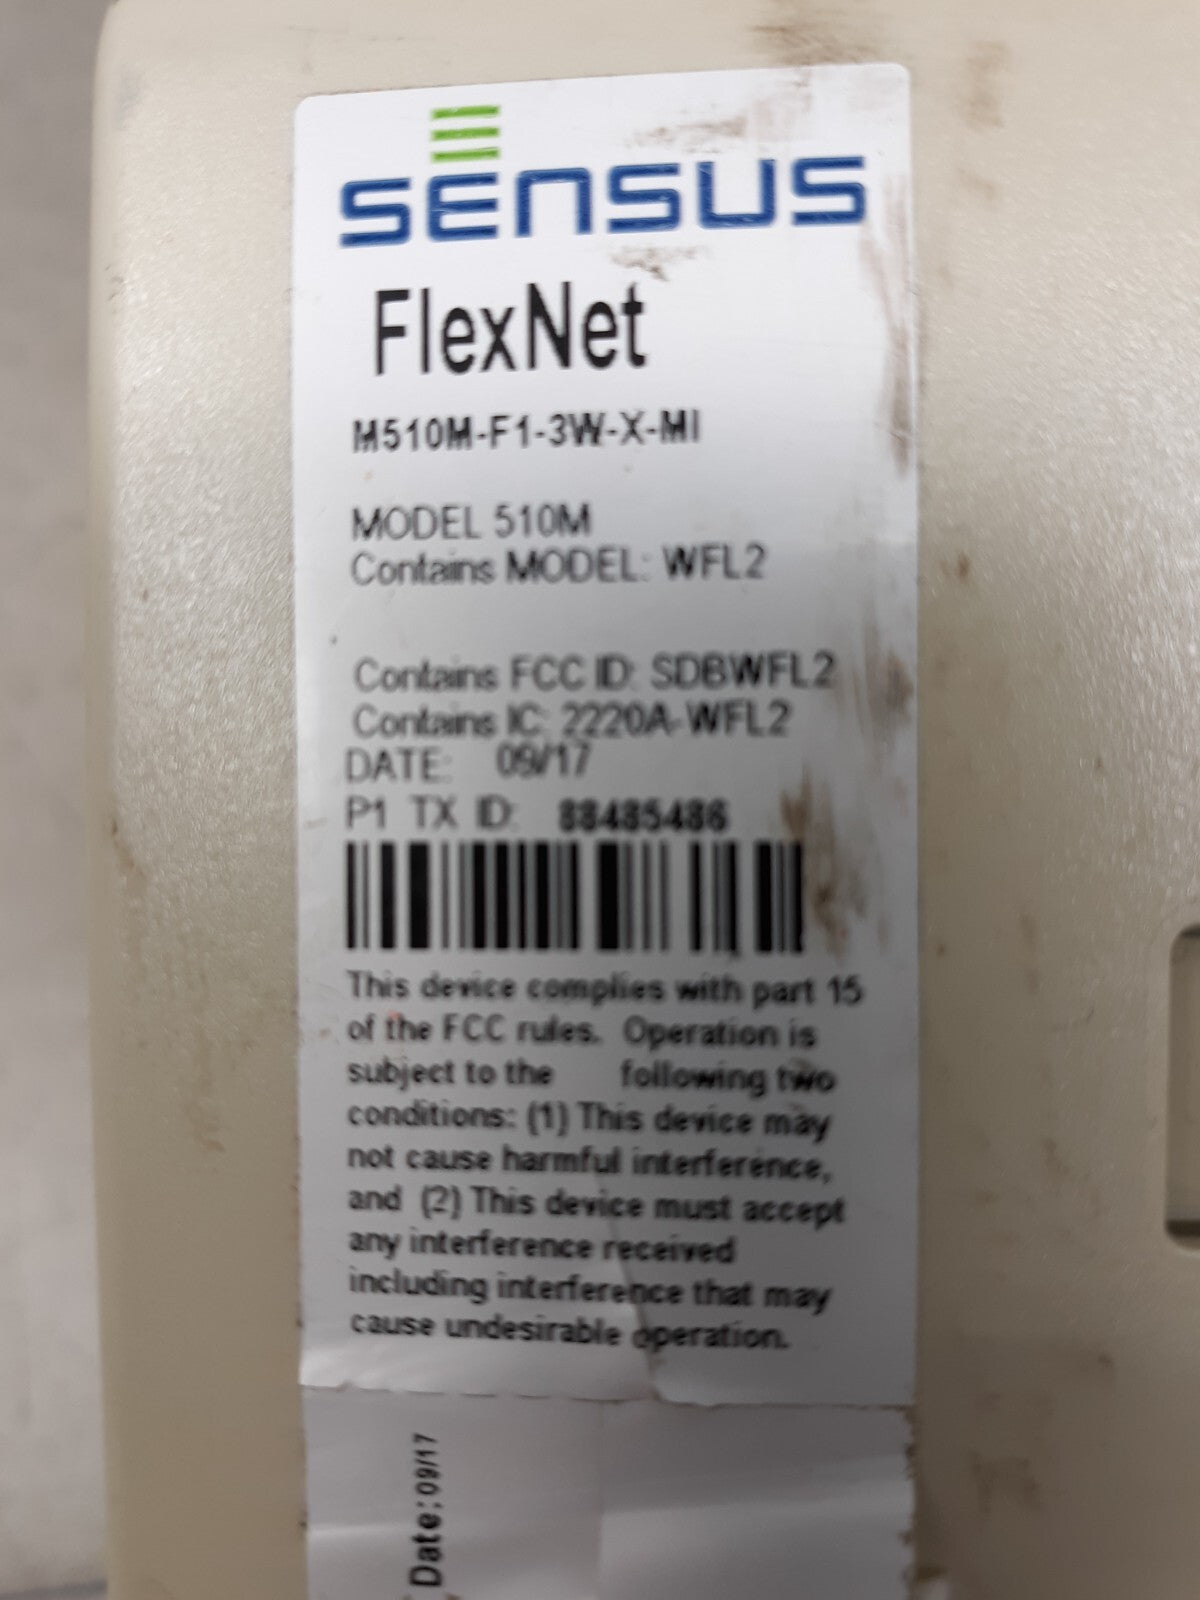 SENSUS
FlexNet
M510M-F1-3W-X-MI
MODEL 510M
Contains MODEL: WFL2
Contains FCC ID: SDBWFL2
Contains IC: 2220A-WFL2
DATE: 09/17
P1 TX ID: 88485486
This device complies with part 15
of the FCC rules. Operation is
subject to the following two
conditions: (1) This device may
not cause harmful interference,
and (2) This device must accept
any interference received
including interference that may
cause undesirable operation.
Date: 09/17